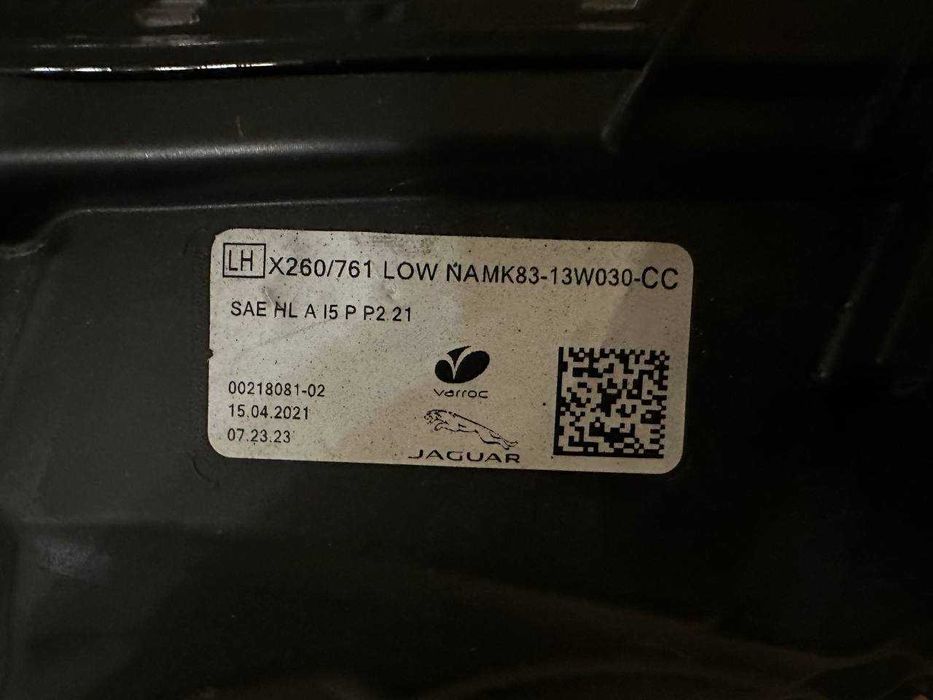 LH X260/761 LOW NAMK83-13W030-CC
SAE HL A I5 P P2 21
varroc
00218081-02
15.04.2021
07.23.23
JAGUAR